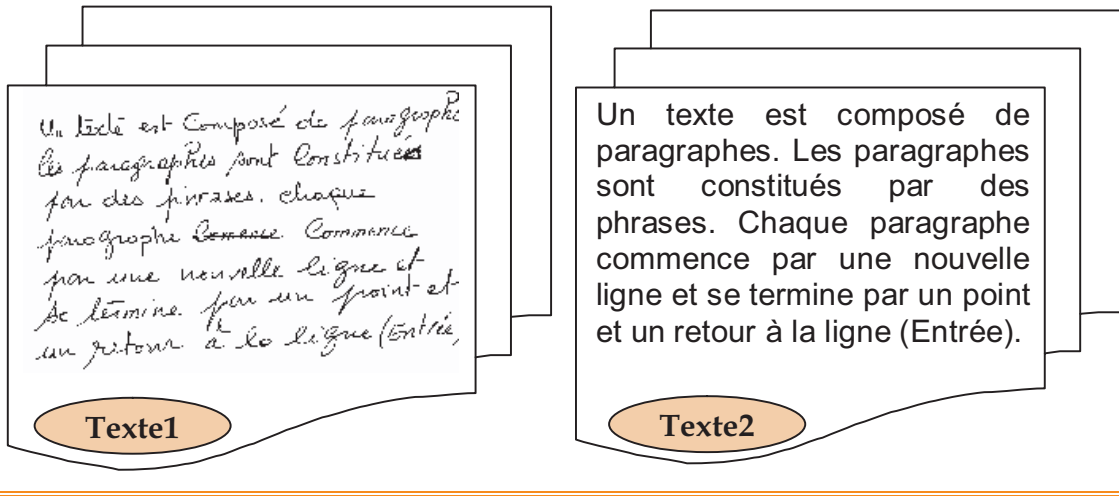 Un texte est Composé de paragraphe
les paragraphes sont Constitués
par des phrases. chaque
paragraphe Comence Commence
par une nouvelle ligne et
se termine par un point et
un retour à la ligne (Entrée)
Texte1
Un texte est composé de
paragraphes. Les paragraphes
sont constitués par des
phrases. Chaque paragraphe
commence par une nouvelle
ligne et se termine par un point
et un retour à la ligne (Entrée).
Texte2